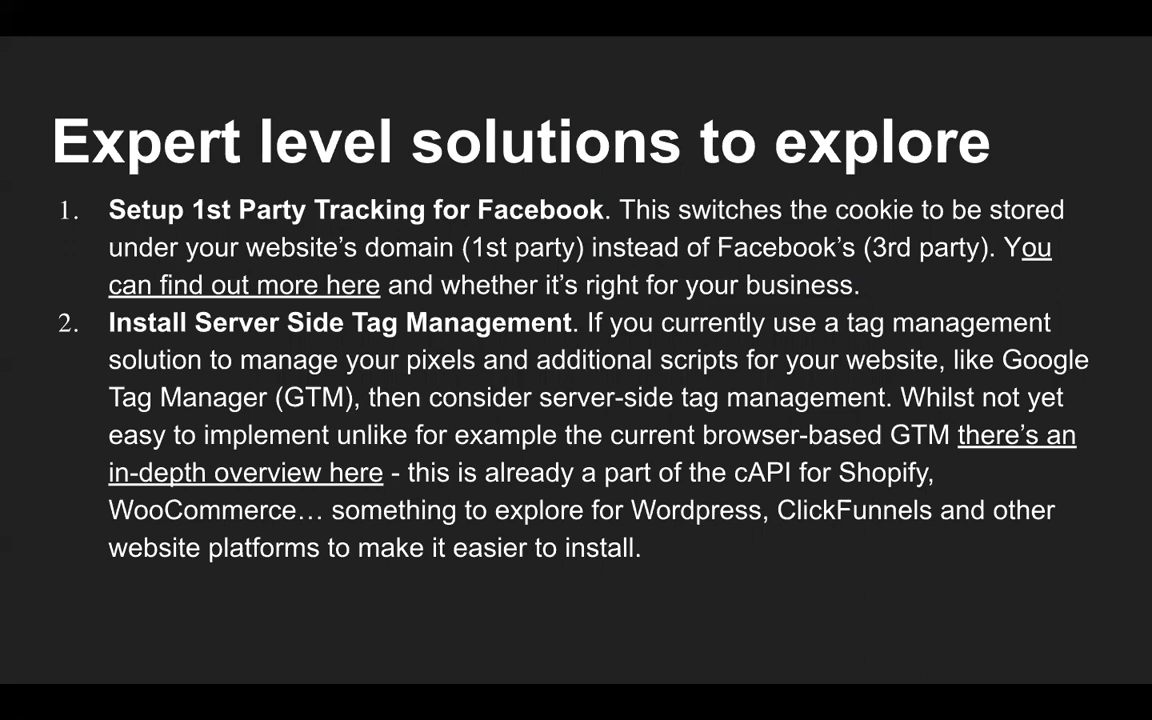 Expert level solutions to explore
1. Setup 1st Party Tracking for Facebook. This switches the cookie to be stored
under your website’s domain (1st party) instead of Facebook’s (3rd party). You
can find out more here and whether it’s right for your business.
2. Install Server Side Tag Management. If you currently use a tag management
solution to manage your pixels and additional scripts for your website, like Google
Tag Manager (GTM), then consider server-side tag management. Whilst not yet
easy to implement unlike for example the current browser-based GTM there’s an
in-depth overview here - this is already a part of the cAPI for Shopify,
WooCommerce… something to explore for Wordpress, ClickFunnels and other
website platforms to make it easier to install.